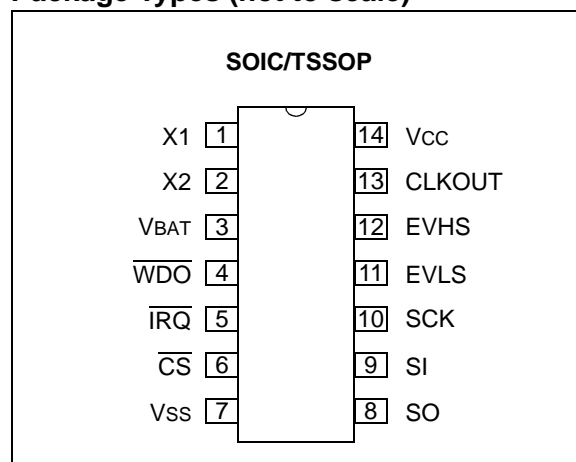 Package Types (not to scale)
SOIC/TSSOP
X1 1 14 Vcc
X2 2 13 CLKOUT
VBAT 3 12 EVHS
WDO 4 11 EVLS
IRQ 5 10 SCK
CS 6 9 SI
Vss 7 8 SO